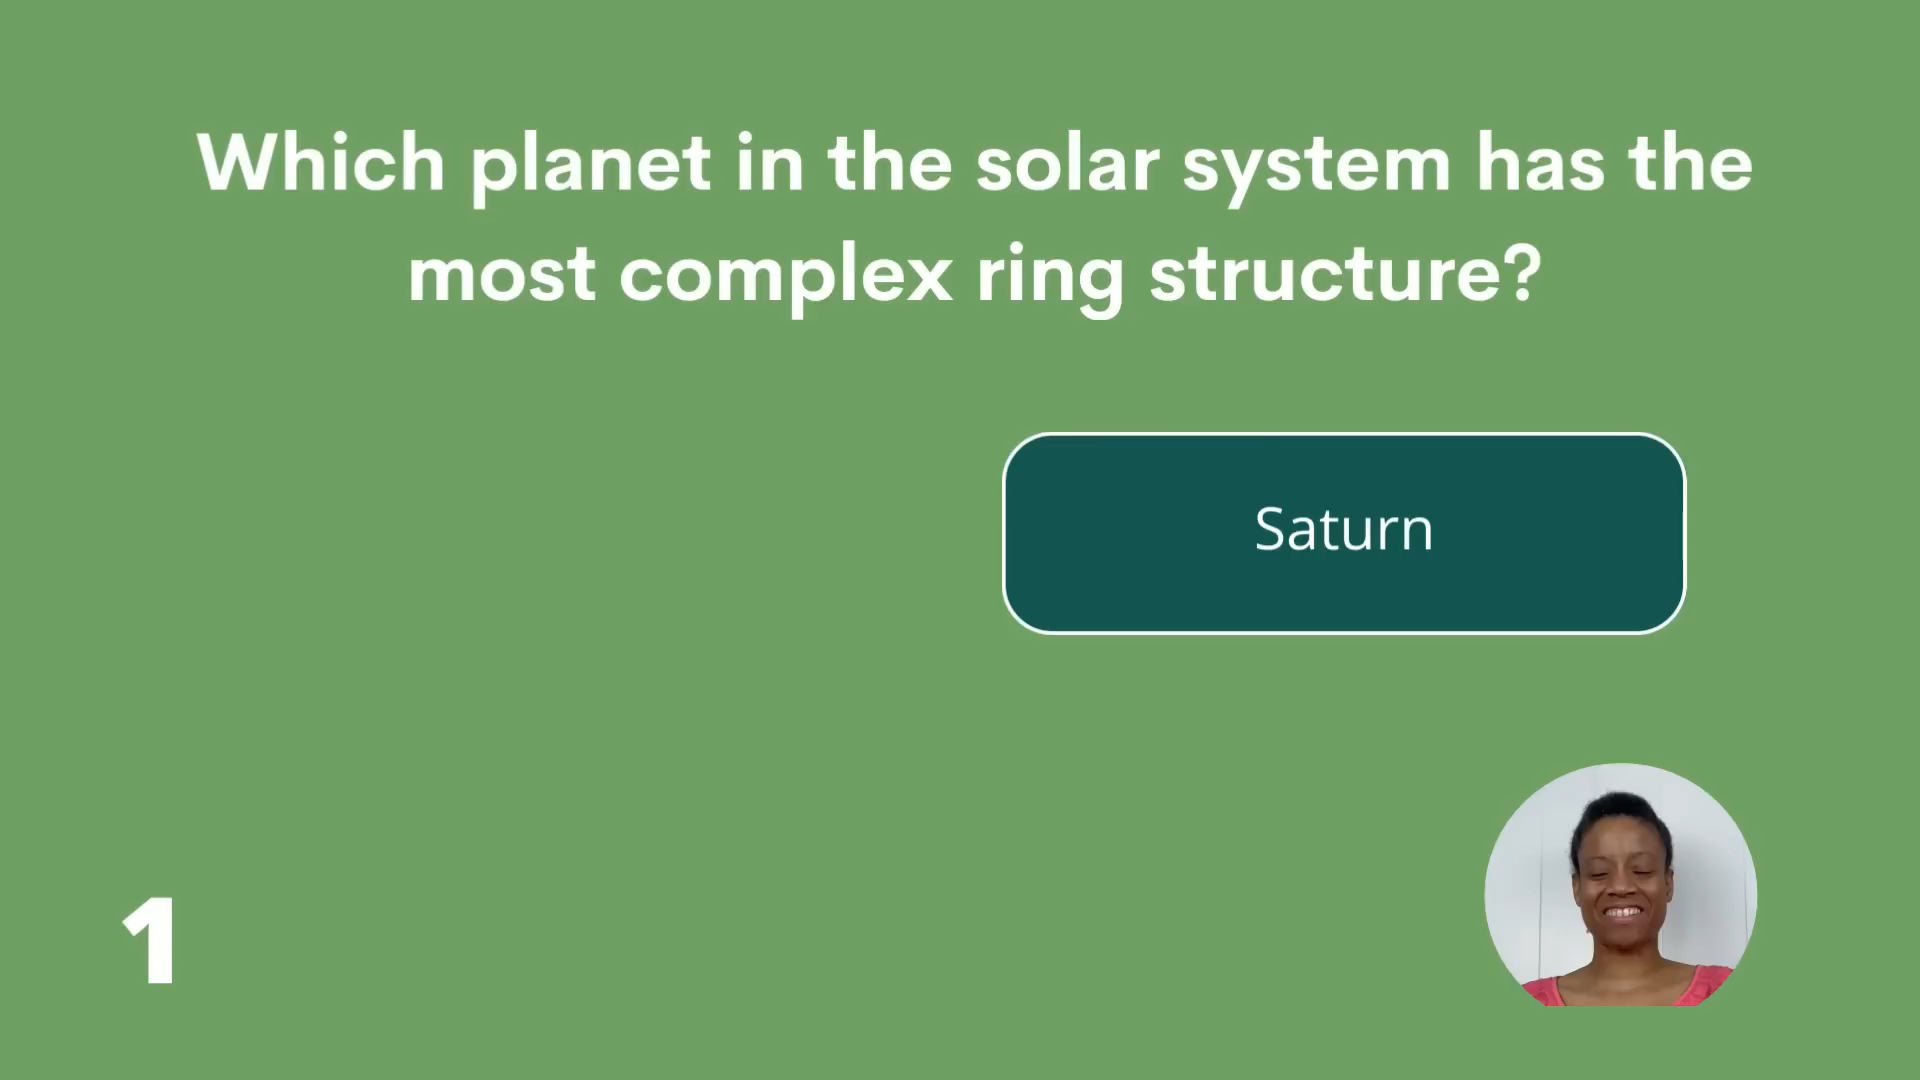 Which planet in the solar system has the
most complex ring structure?
Saturn
1